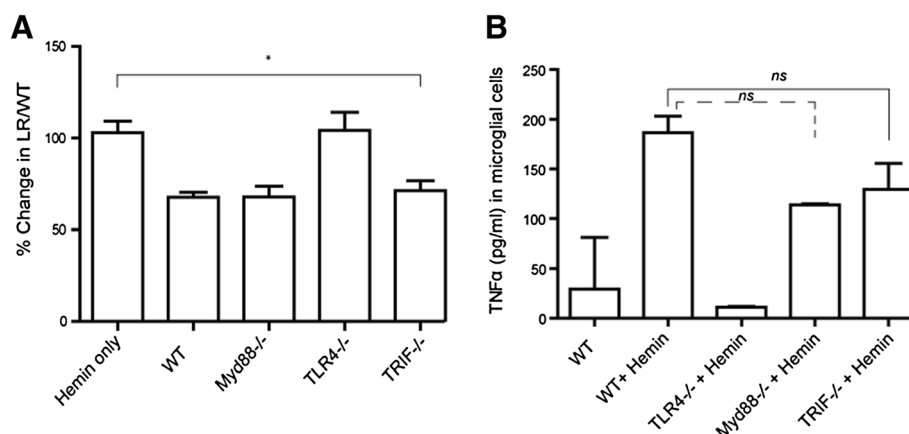 A
% Change in LR/WT
150
100
50
0
*
Hemin only
WT
Myd88-/-
TLR4-/-
TRIF-/-
B
TNFα (pg/ml) in microglial cells
250
200
150
100
50
0
ns
ns
WT
WT+ Hemin
TLR4-/- + Hemin
Myd88-/- + Hemin
TRIF-/- + Hemin